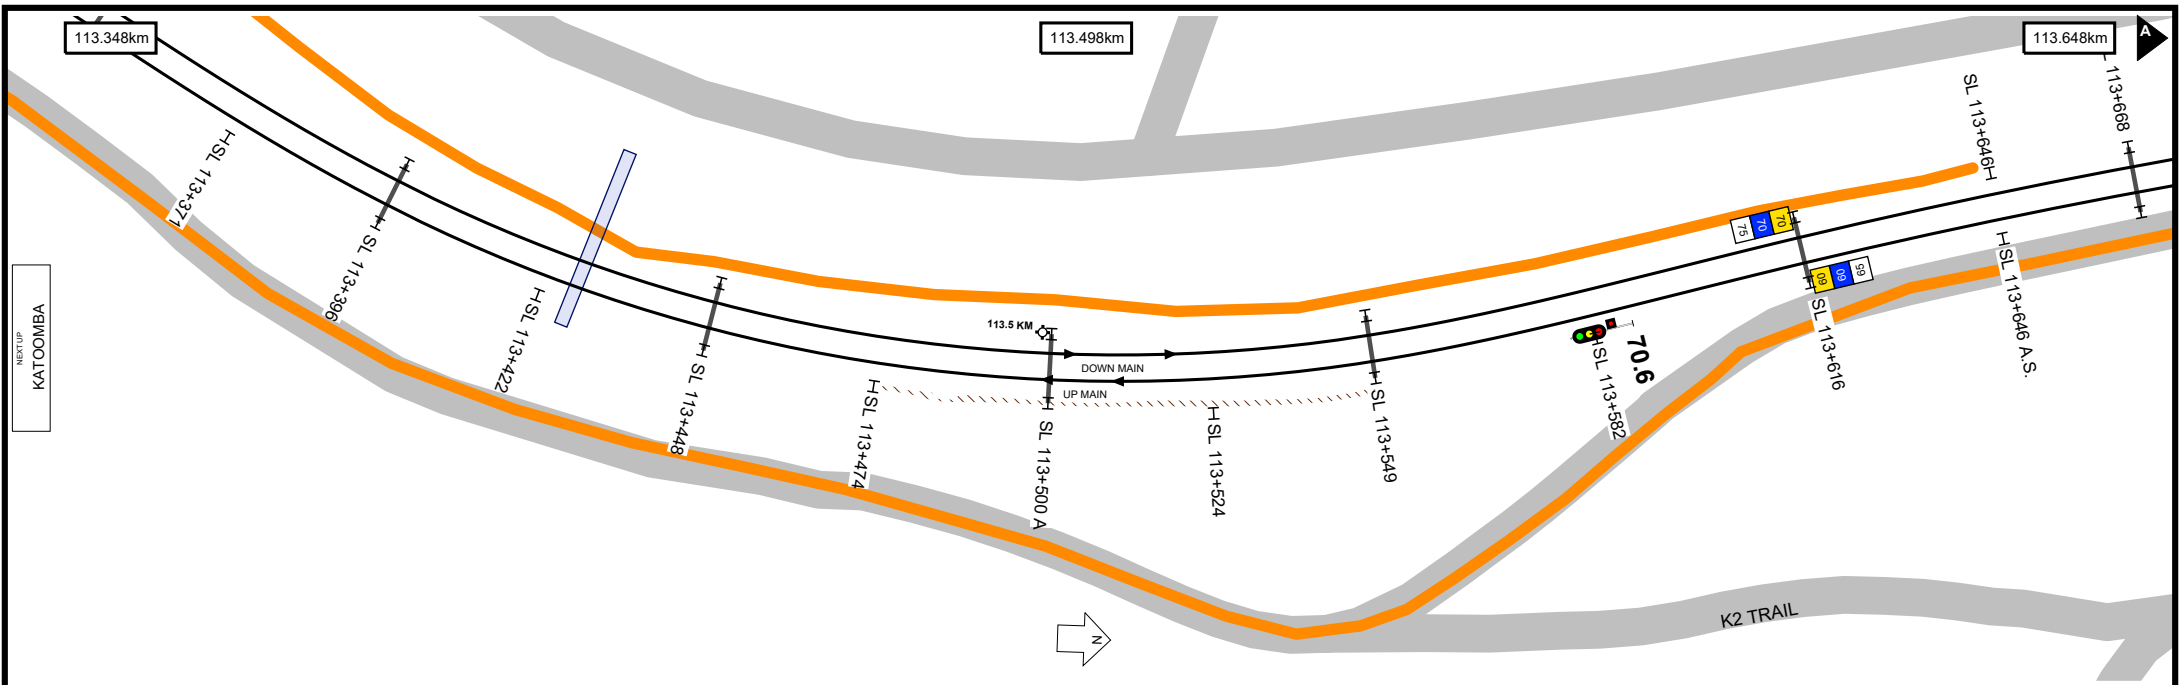 113.348km
113.498km
113.648km
A
SL 113+371
SL 113+396
SL 113+422
SL 113+448
SL 113+474
SL 113+500 A
SL 113+524
SL 113+549
SL 113+582
70.6
SL 113+616
SL 113+646
SL 113+646 A.S.
113+668
75 70 70
60 60 65
113.5 KM
DOWN MAIN
UP MAIN
NEXT UP
KATOOMBA
K2 TRAIL
N